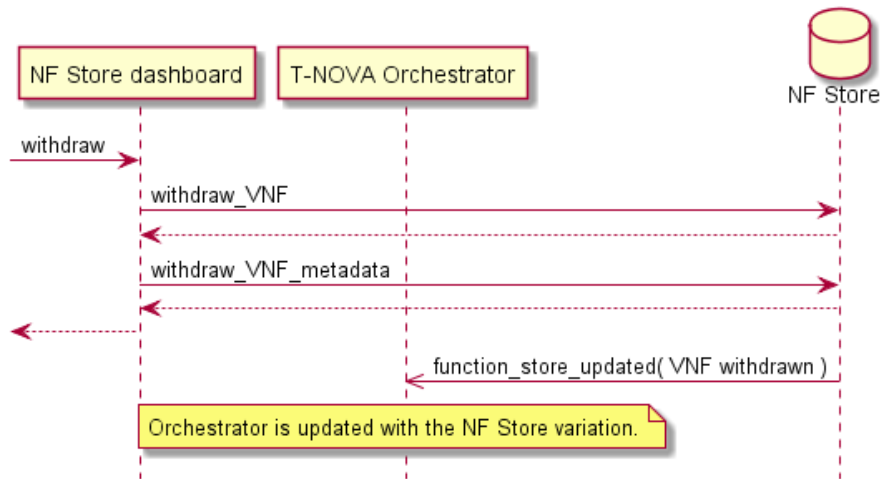 NF Store dashboard
T-NOVA Orchestrator
NF Store
withdraw
withdraw_VNF
withdraw_VNF_metadata
function_store_updated( VNF withdrawn )
Orchestrator is updated with the NF Store variation.